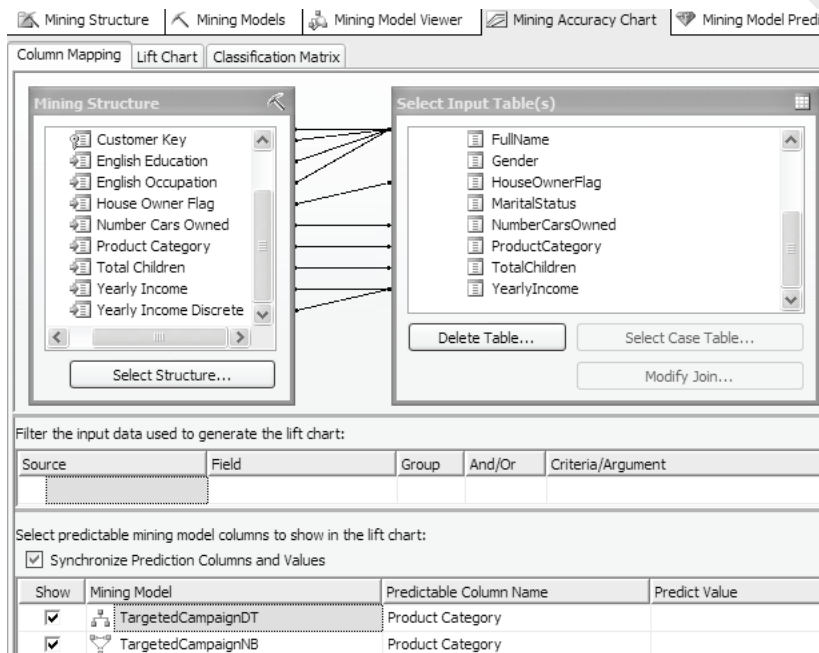 Mining Structure Mining Models Mining Model Viewer Mining Accuracy Chart Mining Model Predi
Column Mapping Lift Chart Classification Matrix
Mining Structure
Customer Key
English Education
English Occupation
House Owner Flag
Number Cars Owned
Product Category
Total Children
Yearly Income
Yearly Income Discrete
Select Structure...
Select Input Table(s)
FullName
Gender
HouseOwnerFlag
MaritalStatus
NumberCarsOwned
ProductCategory
TotalChildren
YearlyIncome
Delete Table... Select Case Table...
Modify Join...
Filter the input data used to generate the lift chart:
Source Field Group And/Or Criteria/Argument
Select predictable mining model columns to show in the lift chart:
Synchronize Prediction Columns and Values
Show Mining Model Predictable Column Name Predict Value
TargetedCampaignDT Product Category
TargetedCampaignNB Product Category